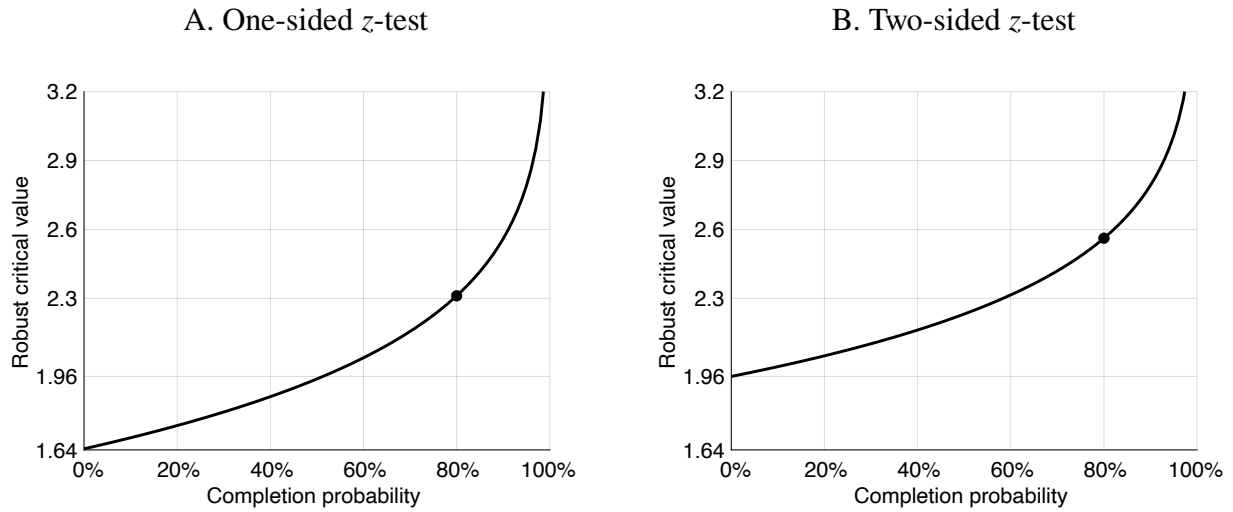 A. One-sided z-test
3.2
2.9
2.6
2.3
1.96
1.64
Robust critical value
0% 20% 40% 60% 80% 100%
Completion probability
B. Two-sided z-test
3.2
2.9
2.6
2.3
1.96
1.64
Robust critical value
0% 20% 40% 60% 80% 100%
Completion probability